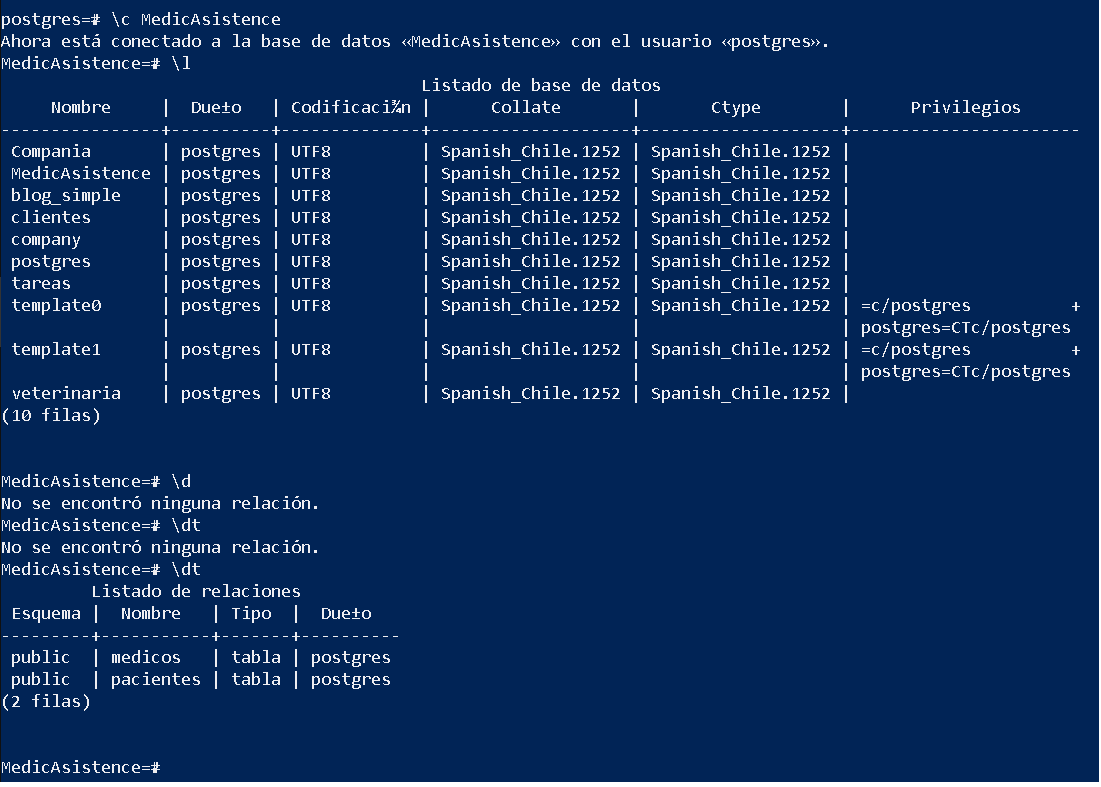 postgres=# \c MedicAsistence
Ahora está conectado a la base de datos «MedicAsistence» con el usuario «postgres».
MedicAsistence=# \l
                                          Listado de base de datos
     Nombre     |  Due±o   | Codificaci¾n |      Collate       |       Ctype        |      Privilegios
----------------+----------+--------------+--------------------+--------------------+-----------------------
 Compania       | postgres | UTF8         | Spanish_Chile.1252 | Spanish_Chile.1252 |
 MedicAsistence | postgres | UTF8         | Spanish_Chile.1252 | Spanish_Chile.1252 |
 blog_simple    | postgres | UTF8         | Spanish_Chile.1252 | Spanish_Chile.1252 |
 clientes       | postgres | UTF8         | Spanish_Chile.1252 | Spanish_Chile.1252 |
 company        | postgres | UTF8         | Spanish_Chile.1252 | Spanish_Chile.1252 |
 postgres       | postgres | UTF8         | Spanish_Chile.1252 | Spanish_Chile.1252 |
 tareas         | postgres | UTF8         | Spanish_Chile.1252 | Spanish_Chile.1252 |
 template0      | postgres | UTF8         | Spanish_Chile.1252 | Spanish_Chile.1252 | =c/postgres          +
                |          |              |                    |                    | postgres=CTc/postgres
 template1      | postgres | UTF8         | Spanish_Chile.1252 | Spanish_Chile.1252 | =c/postgres          +
                |          |              |                    |                    | postgres=CTc/postgres
 veterinaria    | postgres | UTF8         | Spanish_Chile.1252 | Spanish_Chile.1252 |
(10 filas)
MedicAsistence=# \d
No se encontró ninguna relación.
MedicAsistence=# \dt
No se encontró ninguna relación.
MedicAsistence=# \dt
         Listado de relaciones
 Esquema |  Nombre   | Tipo  |  Due±o
---------+-----------+-------+----------
 public  | medicos   | tabla | postgres
 public  | pacientes | tabla | postgres
(2 filas)
MedicAsistence=#